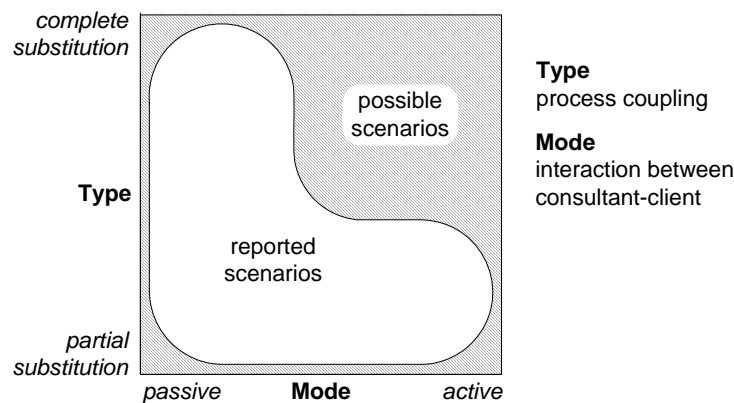 complete
substitution
possible
scenarios
Type
process coupling
Mode
interaction between
consultant-client
Type
reported
scenarios
partial
substitution
passive Mode active